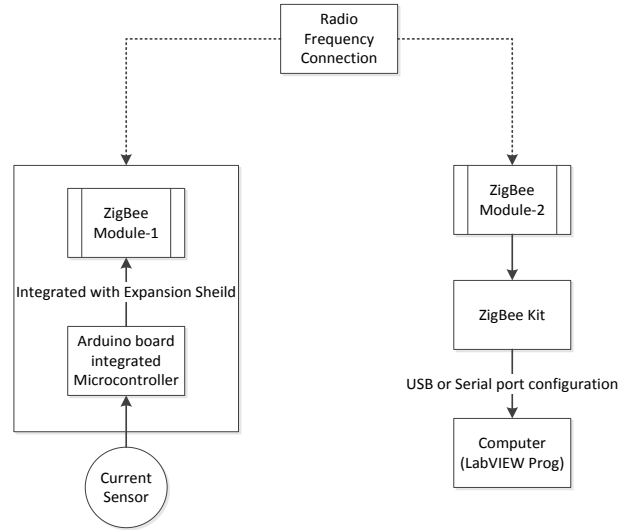 Radio
Frequency
Connection
ZigBee
Module-1
Integrated with Expansion Sheild
Arduino board
integrated
Microcontroller
Current
Sensor
ZigBee
Module-2
ZigBee Kit
USB or Serial port configuration
Computer
(LabVIEW Prog)